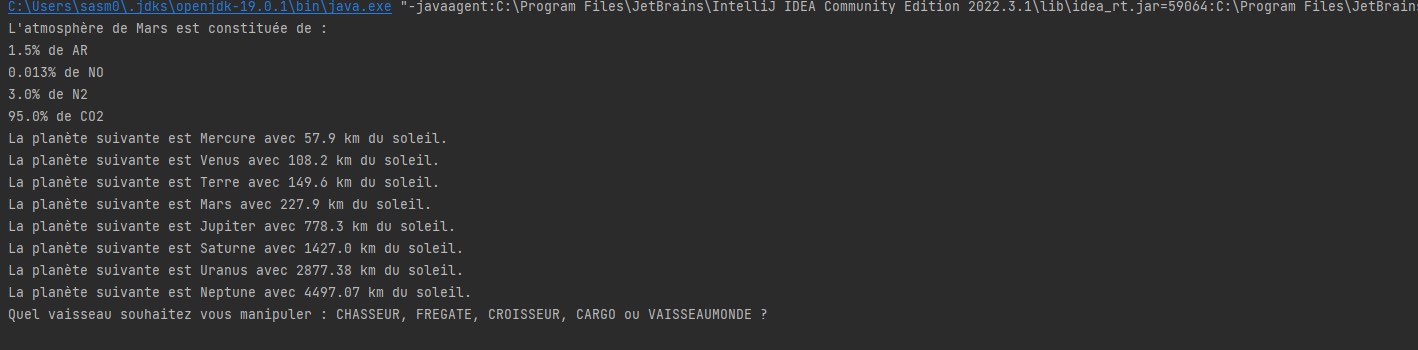 C:\Users\sasm0\.jdks\openjdk-19.0.1\bin\java.exe "-javaagent:C:\Program Files\JetBrains\IntelliJ IDEA Community Edition 2022.3.1\lib\idea_rt.jar=59064:C:\Program Files\JetBrains
L'atmosphère de Mars est constituée de :
1.5% de AR
0.013% de NO
3.0% de N2
95.0% de CO2
La planète suivante est Mercure avec 57.9 km du soleil.
La planète suivante est Venus avec 108.2 km du soleil.
La planète suivante est Terre avec 149.6 km du soleil.
La planète suivante est Mars avec 227.9 km du soleil.
La planète suivante est Jupiter avec 778.3 km du soleil.
La planète suivante est Saturne avec 1427.0 km du soleil.
La planète suivante est Uranus avec 2877.38 km du soleil.
La planète suivante est Neptune avec 4497.07 km du soleil.
Quel vaisseau souhaitez vous manipuler : CHASSEUR, FREGATE, CROISSEUR, CARGO ou VAISSEAUMONDE ?